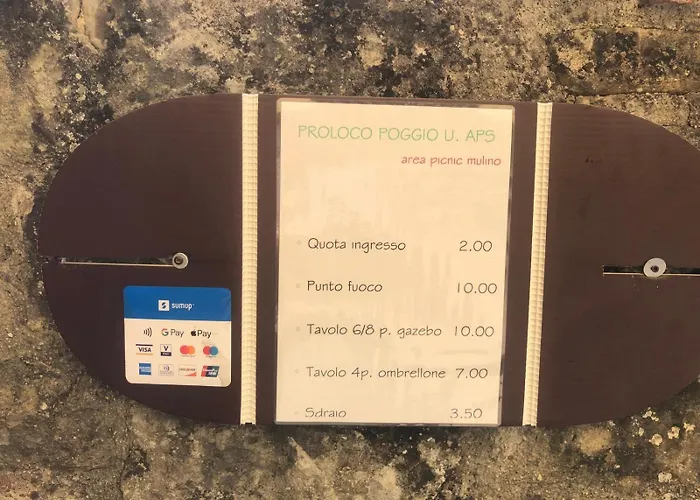 PROLOCO POGGIO U. APS
area picnic mulino
Quota ingresso 2.00
Punto fuoco 10.00
Tavolo 6/8 p. gazebo 10.00
Tavolo 4p. ombrellone 7.00
Sdraio 3.50
sumup
G Pay Pay
VISA V PAY